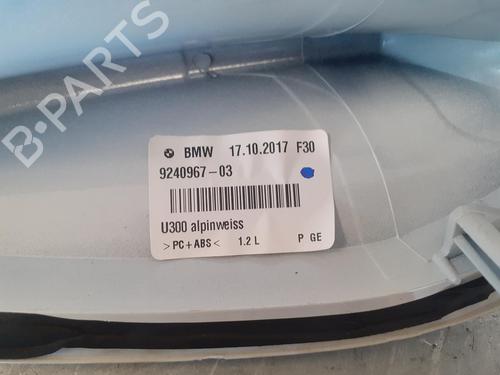 B-PARTS
BMW 17.10.2017 F30
9240967-03
U300 alpinweiss
>PC+ABS< 1.2 L P GE